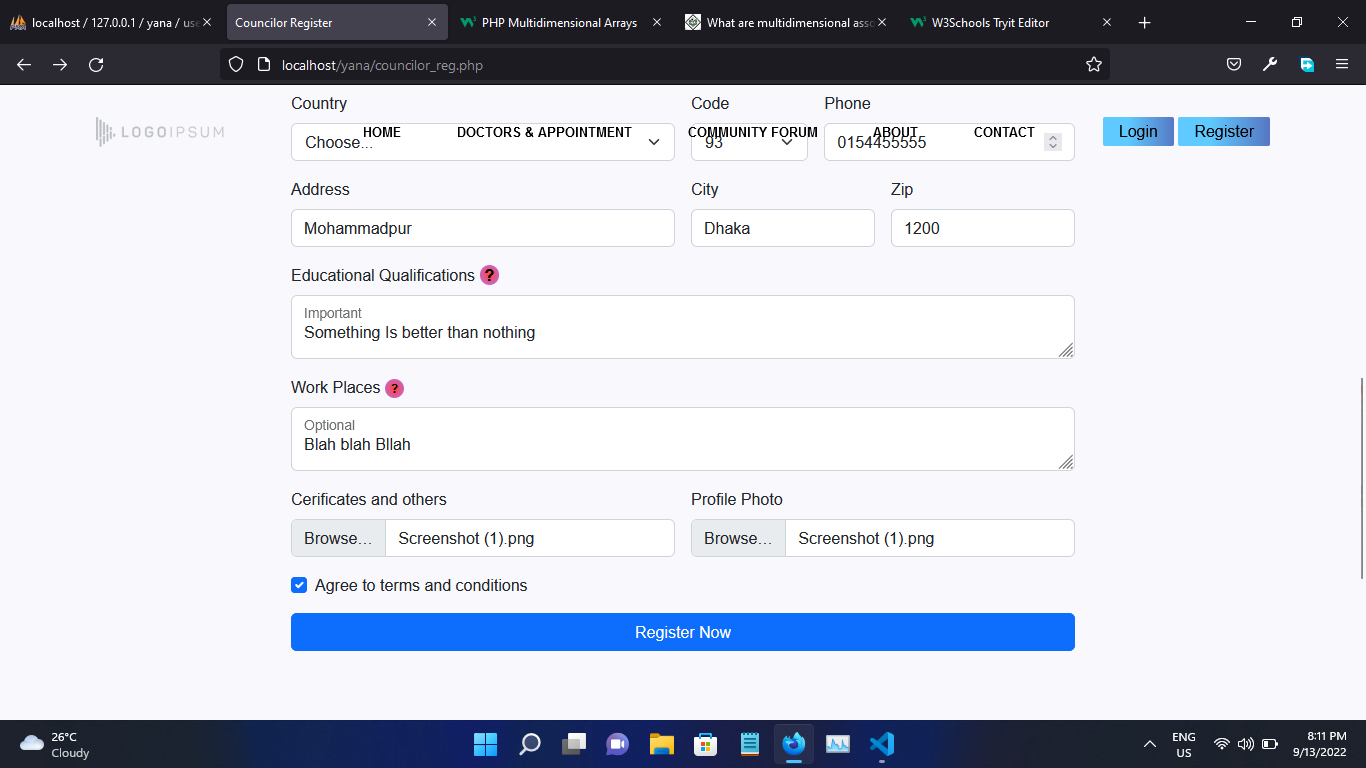 localhost / 127.0.0.1 / yana / use
Councilor Register
PHP Multidimensional Arrays
What are multidimensional asso
W3Schools Tryit Editor
localhost/yana/councilor_reg.php
Country
Code
Phone
LOGOIPSUM
HOME
DOCTORS & APPOINTMENT
COMMUNITY FORUM
ABOUT
CONTACT
Login
Register
Choose...
93
0154455555
Address
City
Zip
Mohammadpur
Dhaka
1200
Educational Qualifications ?
Important
Something Is better than nothing
Work Places ?
Optional
Blah blah Bllah
Cerificates and others
Profile Photo
Browse...
Screenshot (1).png
Browse...
Screenshot (1).png
Agree to terms and conditions
Register Now
26°C
Cloudy
ENG
US
8:11 PM
9/13/2022